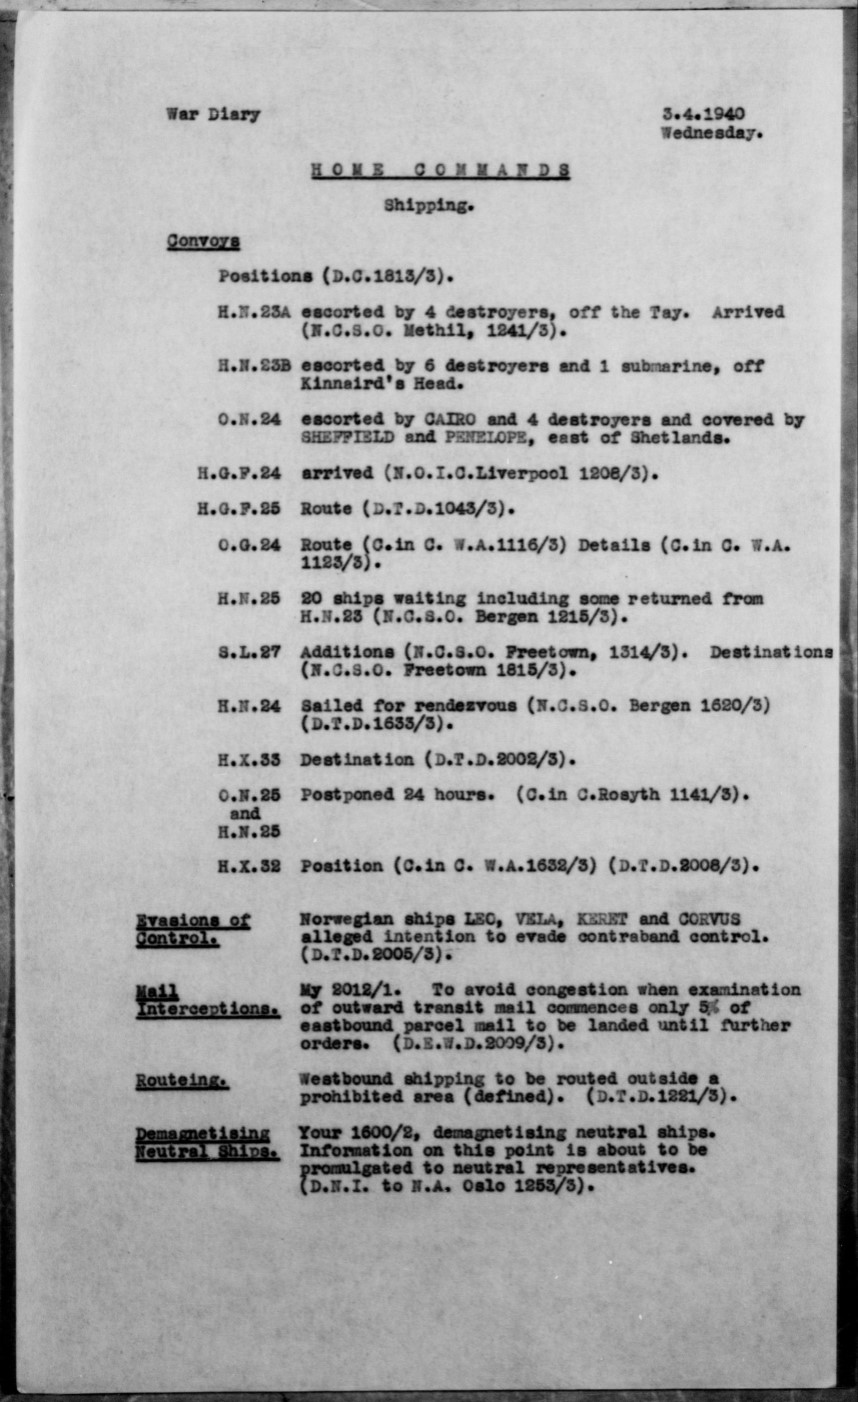 War Diary 3.4.1940
Wednesday.
HOME COMMANDS
Shipping.
Convoys
Positions (D.C.1813/3).
H.N.23A escorted by 4 destroyers, off the Tay. Arrived
(N.C.S.O. Methil, 1241/3).
H.N.23B escorted by 6 destroyers and 1 submarine, off
Kinnaird's Head.
O.N.24 escorted by CAIRO and 4 destroyers and covered by
SHEFFIELD and PENELOPE, east of Shetlands.
H.G.F.24 arrived (N.O.I.C.Liverpool 1208/3).
H.G.F.25 Route (D.T.D.1043/3).
O.G.24 Route (C.in C. W.A.1116/3) Details (C.in C. W.A.
1123/3).
H.N.25 20 ships waiting including some returned from
H.N.23 (N.C.S.O. Bergen 1215/3).
S.L.27 Additions (N.C.S.O. Freetown, 1314/3). Destinations
(N.C.S.O. Freetown 1815/3).
H.N.24 Sailed for rendezvous (N.C.S.O. Bergen 1620/3)
(D.T.D.1633/3).
H.X.33 Destination (D.T.D.2002/3).
O.N.25 Postponed 24 hours. (C.in C.Rosyth 1141/3).
and
H.N.25
H.X.32 Position (C.in C. W.A.1632/3) (D.T.D.2008/3).
Evasions of Norwegian ships LEO, VELA, KERET and CORVUS
Control. alleged intention to evade contraband control.
(D.T.D.2005/3).
Mail My 2012/1. To avoid congestion when examination
Interceptions. of outward transit mail commences only 5% of
eastbound parcel mail to be landed until further
orders. (D.E.W.D.2009/3).
Routeing. Westbound shipping to be routed outside a
prohibited area (defined). (D.T.D.1221/3).
Demagnetising Your 1600/2, demagnetising neutral ships.
Neutral Ships. Information on this point is about to be
promulgated to neutral representatives.
(D.N.I. to N.A. Oslo 1253/3).